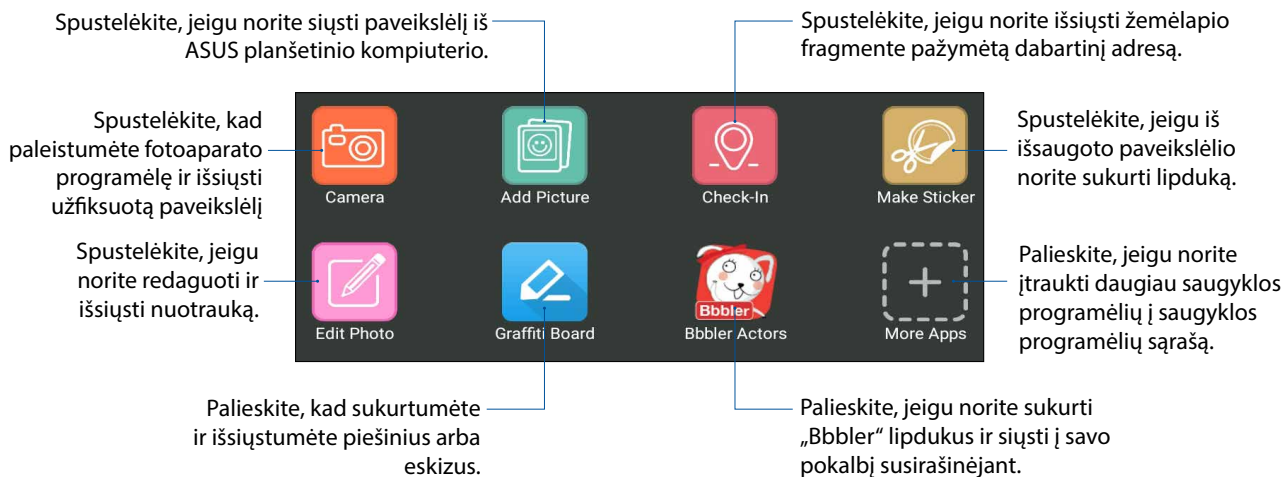 Spustelėkite, jeigu norite siųsti paveikslėlį iš
ASUS planšetinio kompiuterio.
Spustelėkite, jeigu norite išsiųsti žemėlapio
fragmente pažymėtą dabartinį adresą.
Spustelėkite, kad
paleistumėte fotoaparato
programėlę ir išsiųsti
užfiksuotą paveikslėlį
Spustelėkite, jeigu iš
išsaugoto paveikslėlio
norite sukurti lipduką.
Camera
Add Picture
Check-In
Make Sticker
Spustelėkite, jeigu
norite redaguoti ir
išsiųsti nuotrauką.
Palieskite, jeigu norite
įtraukti daugiau saugyklos
programėlių į saugyklos
programėlių sąrašą.
Bbbler
Edit Photo
Graffiti Board
Bbbler Actors
More Apps
Palieskite, kad sukurtumėte
ir išsiųstumėte piešinius arba
eskizus.
Palieskite, jeigu norite sukurti
„Bbbler“ lipdukus ir siųsti į savo
pokalbį susirašinėjant.